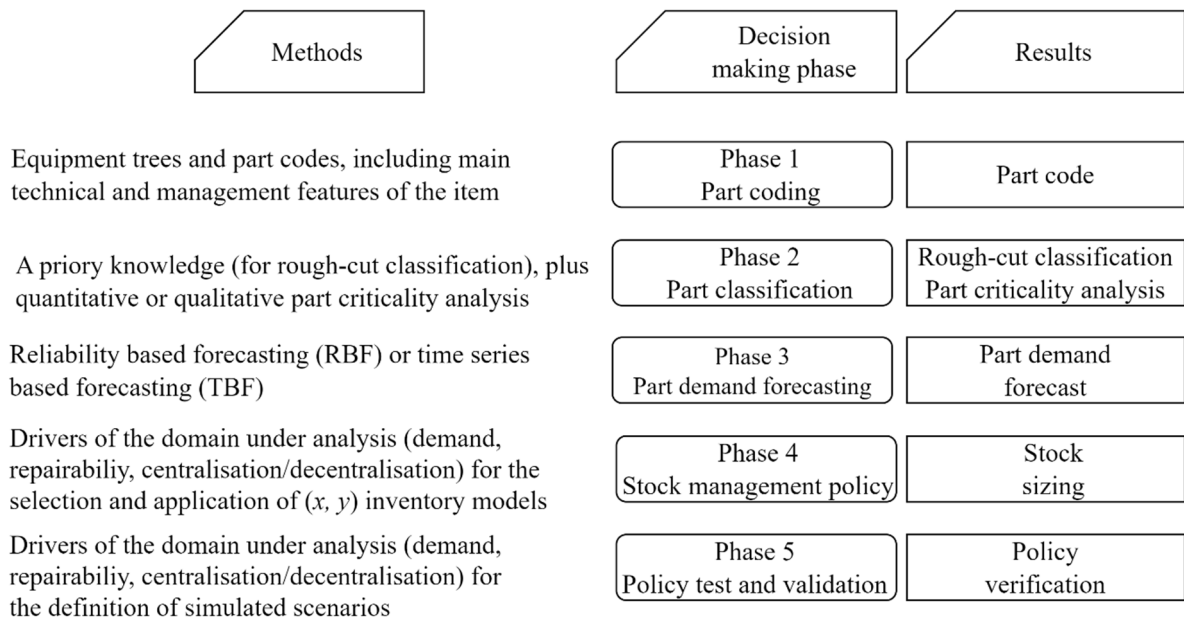 Methods
Decision
making phase
Results
Equipment trees and part codes, including main
technical and management features of the item
Phase 1
Part coding
Part code
A priory knowledge (for rough-cut classification), plus
quantitative or qualitative part criticality analysis
Phase 2
Part classification
Rough-cut classification
Part criticality analysis
Reliability based forecasting (RBF) or time series
based forecasting (TBF)
Phase 3
Part demand forecasting
Part demand
forecast
Drivers of the domain under analysis (demand,
repairabiliy, centralisation/decentralisation) for the
selection and application of (x, y) inventory models
Phase 4
Stock management policy
Stock
sizing
Drivers of the domain under analysis (demand,
repairabiliy, centralisation/decentralisation) for
the definition of simulated scenarios
Phase 5
Policy test and validation
Policy
verification